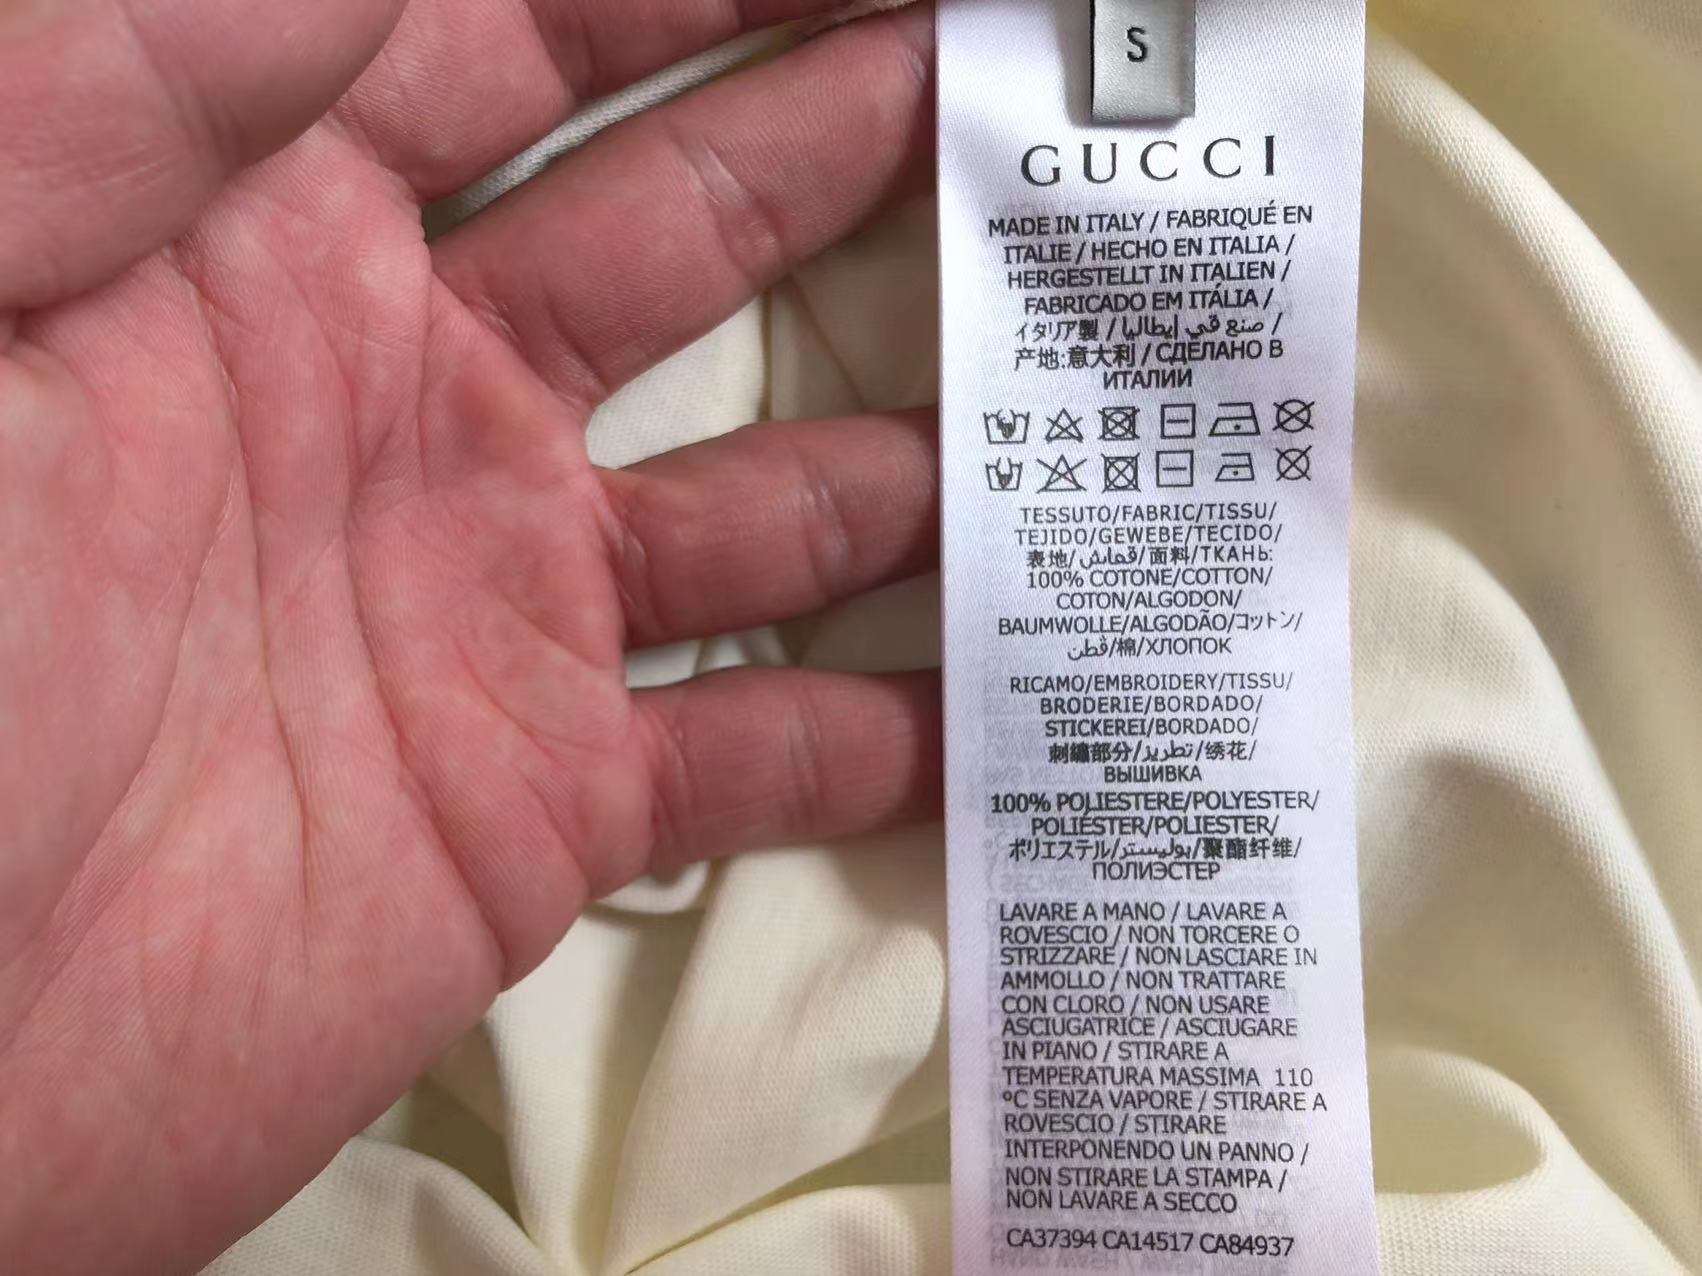 S
GUCCI
MADE IN ITALY / FABRIQUÉ EN
ITALIE / HECHO EN ITALIA /
HERGESTELLT IN ITALIEN /
FABRICADO EM ITÁLIA /
イタリア製 / صنع في إيطاليا /
产地:意大利 / СДЕЛАНО В
ИТАЛИИ
TESSUTO/FABRIC/TISSU/
TEJIDO/GEWEBE/TECIDO/
表地/قماش/面料/ТКАНЬ:
100% COTONE/COTTON/
COTON/ALGODON/
BAUMWOLLE/ALGODÃO/コットン/
قطن/棉/ХЛОПОК
RICAMO/EMBROIDERY/TISSU/
BRODERIE/BORDADO/
STICKEREI/BORDADO/
刺繍部分/تطريز/绣花/
ВЫШИВКА
100% POLIESTERE/POLYESTER/
POLIÉSTER/POLIESTER/
ポリエステル/بوليستر/聚酯纤维/
ПОЛИЭСТЕР
LAVARE A MANO / LAVARE A
ROVESCIO / NON TORCERE O
STRIZZARE / NON LASCIARE IN
AMMOLLO / NON TRATTARE
CON CLORO / NON USARE
ASCIUGATRICE / ASCIUGARE
IN PIANO / STIRARE A
TEMPERATURA MASSIMA 110
°C SENZA VAPORE / STIRARE A
ROVESCIO / STIRARE
INTERPONENDO UN PANNO /
NON STIRARE LA STAMPA /
NON LAVARE A SECCO
CA37394 CA14517 CA84937